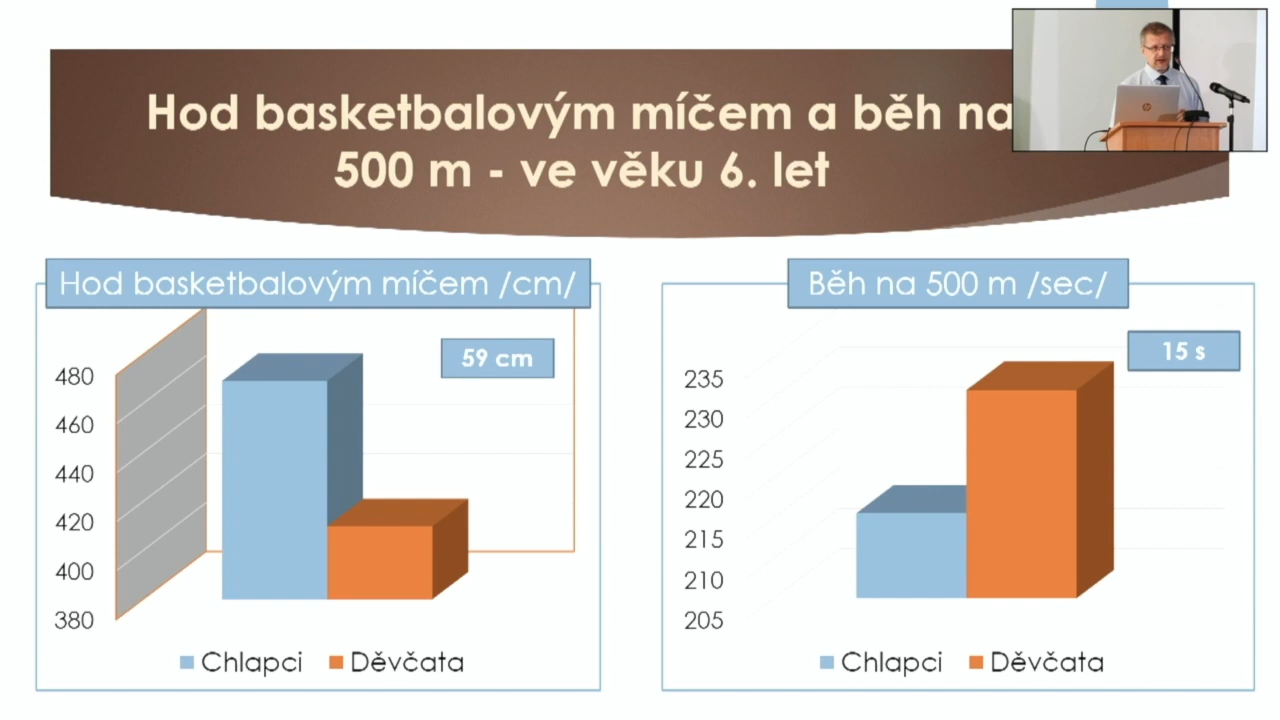 Hod basketbalovým míčem a běh na
500 m - ve věku 6. let
Hod basketbalovým míčem /cm/
59 cm
480
460
440
420
400
380
Chlapci
Děvčata
Běh na 500 m /sec/
15 s
235
230
225
220
215
210
205
Chlapci
Děvčata